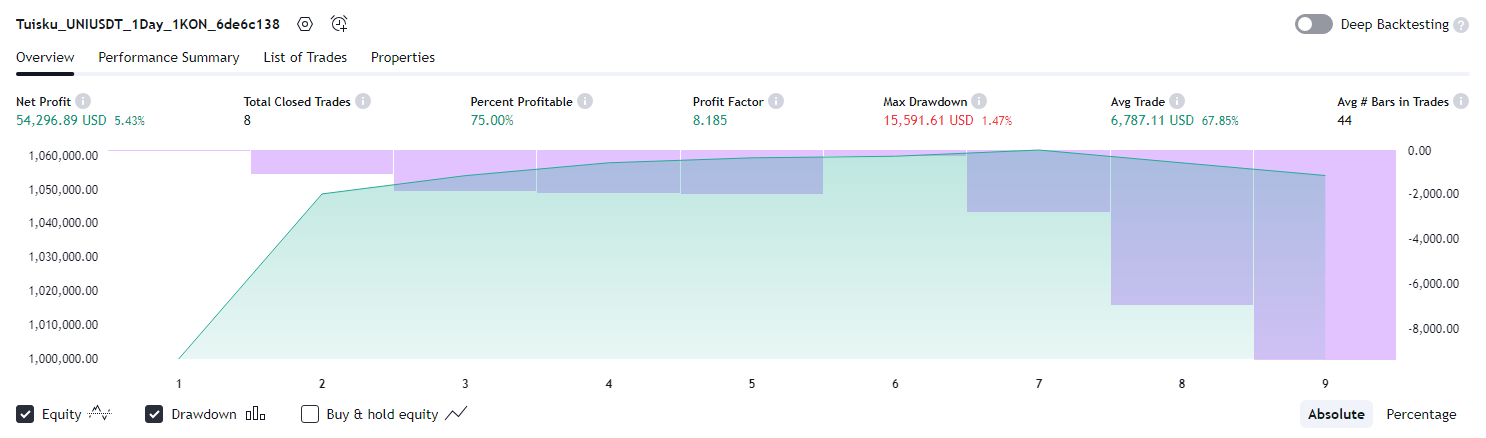 Tuisku_UNIUSDT_1Day_1KON_6de6c138
Deep Backtesting ?
Overview Performance Summary List of Trades Properties
Net Profit i Total Closed Trades i Percent Profitable i Profit Factor i Max Drawdown i Avg Trade i Avg # Bars in Trades i
54,296.89 USD 5.43% 8 75.00% 8.185 15,591.61 USD 1.47% 6,787.11 USD 67.85% 44
1,060,000.00 0.00
1,050,000.00 -2,000.00
1,040,000.00 -4,000.00
1,030,000.00
1,020,000.00 -6,000.00
1,010,000.00 -8,000.00
1,000,000.00
1 2 3 4 5 6 7 8 9
Equity Drawdown Buy & hold equity Absolute Percentage